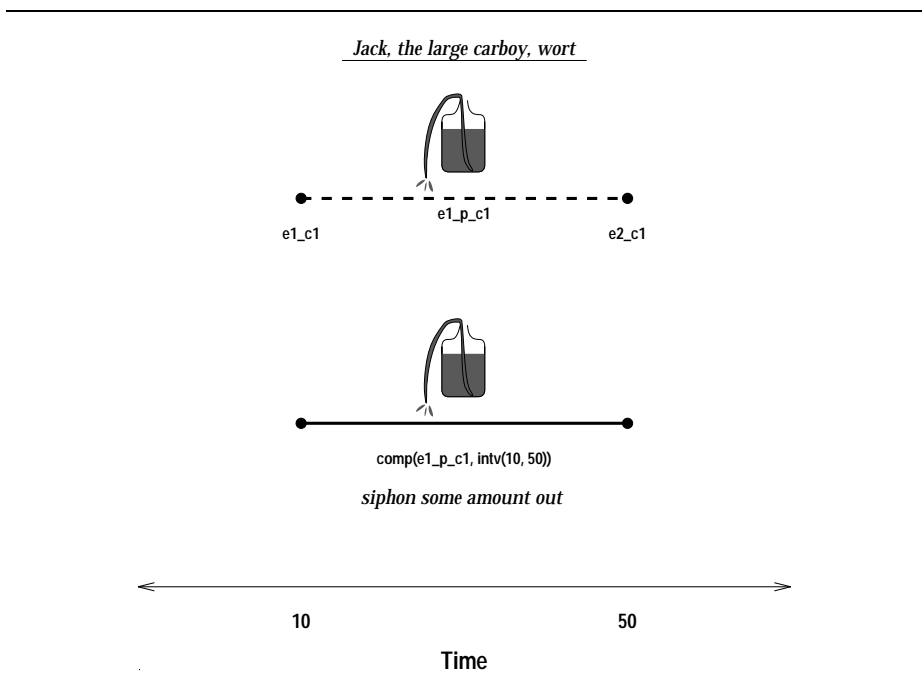 Jack, the large carboy, wort
e1_p_c1
e1_c1 e2_c1
comp(e1_p_c1, intv(10, 50))
siphon some amount out
10 50
Time